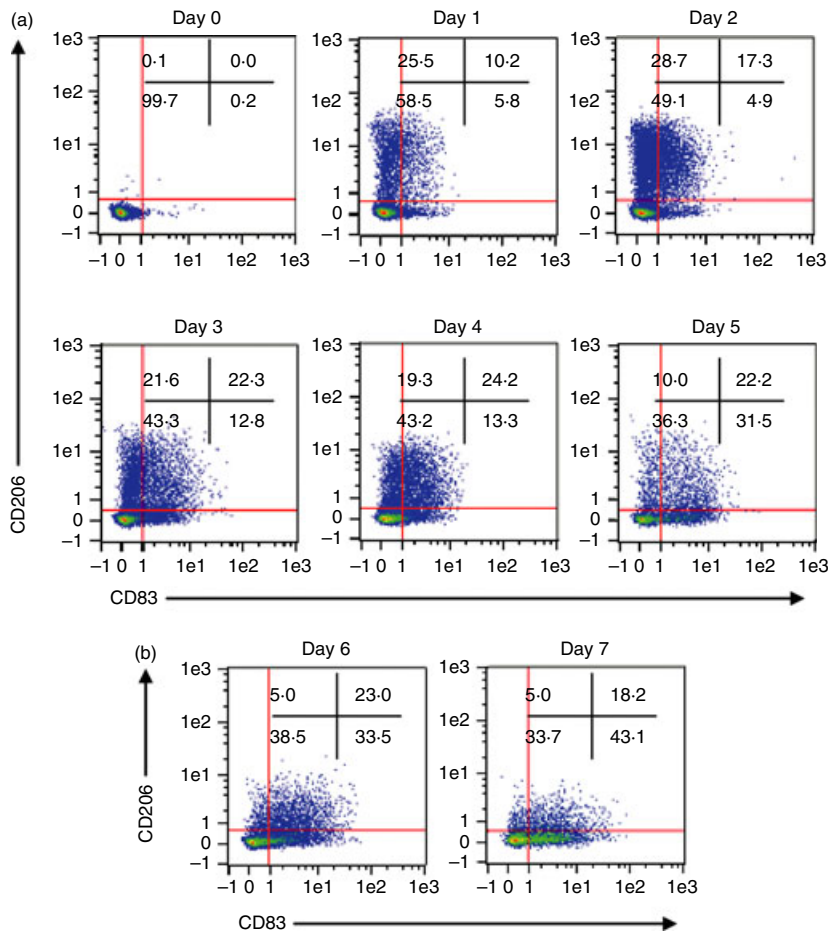 (a)
Day 0
Day 1
Day 2
1e3
1e2
1e1
1
0
−1
0·1 0·0
99·7 0·2
−1 0 1 1e1 1e2 1e3
1e3
1e2
1e1
1
0
−1
25·5 10·2
58·5 5·8
−1 0 1 1e1 1e2 1e3
1e3
1e2
1e1
1
0
−1
28·7 17·3
49·1 4·9
−1 0 1 1e1 1e2 1e3
Day 3
Day 4
Day 5
1e3
1e2
1e1
1
0
−1
21·6 22·3
43·3 12·8
−1 0 1 1e1 1e2 1e3
1e3
1e2
1e1
1
0
−1
19·3 24·2
43·2 13·3
−1 0 1 1e1 1e2 1e3
1e3
1e2
1e1
1
0
−1
10·0 22·2
36·3 31·5
−1 0 1 1e1 1e2 1e3
CD206
CD83
(b)
Day 6
Day 7
1e3
1e2
1e1
1
0
−1
5·0 23·0
38·5 33·5
−1 0 1 1e1 1e2 1e3
1e3
1e2
1e1
1
0
−1
5·0 18·2
33·7 43·1
−1 0 1 1e1 1e2 1e3
CD206
CD83